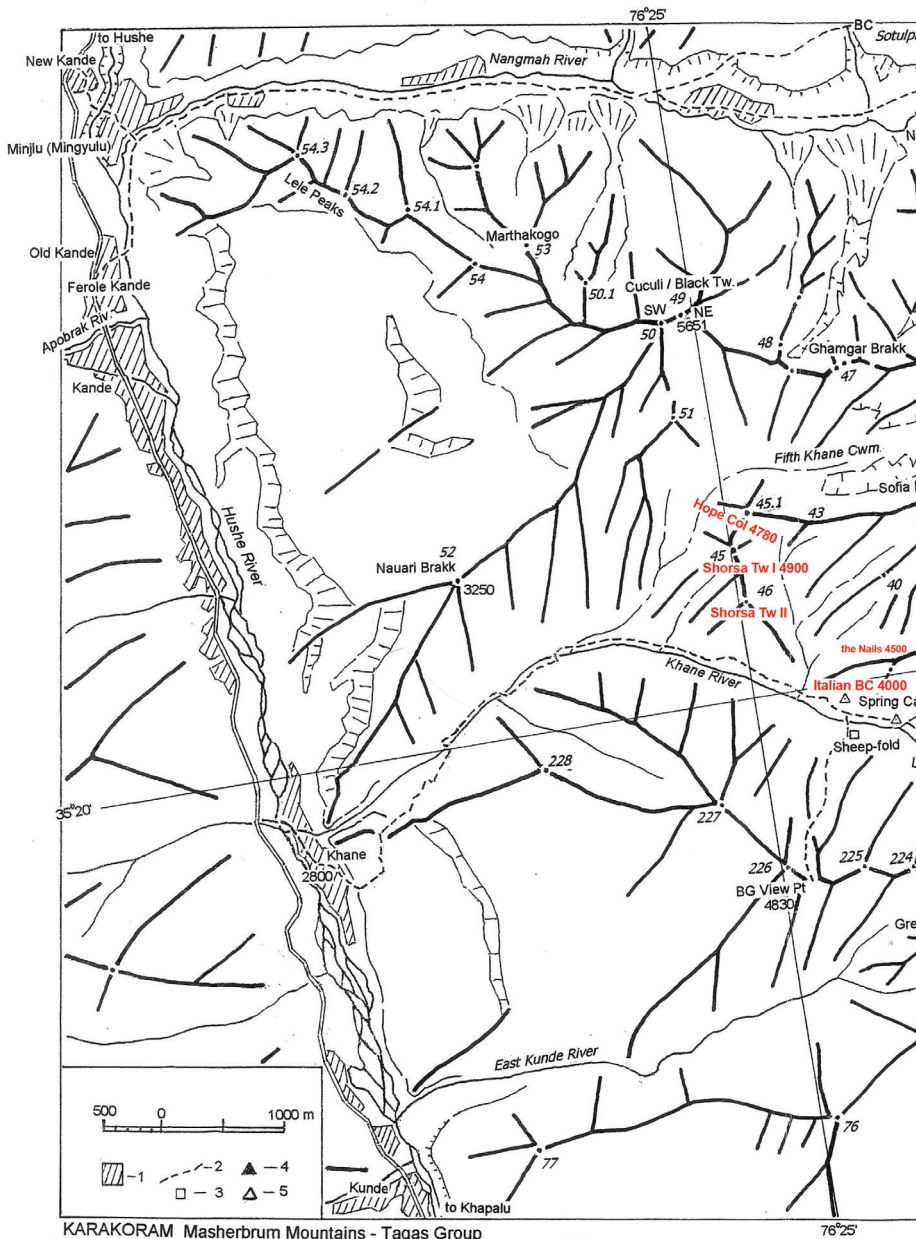 76°25'
to Hushe
BC
Sotulp
New Kande
Nangmah River
N
Minjlu (Mingyulu)
54.3
Lele Peaks
54.2
54.1
Marthakogo
53
Old Kande
54
Ferole Kande
50.1
Cuculi / Black Tw.
49
SW
NE
50
5651
Apobrak Riv.
48
Ghamgar Brakk
47
Kande
51
Fifth Khane Cwm.
V
Sofia
45.1
Hope Col 4780
43
Hushe River
45
Shorsa Tw I 4900
52
Nauari Brakk
3250
46
40
Shorsa Tw II
the Nails 4500
Khane River
Italian BC 4000
Spring Ca
Sheep-fold
228
L
35°20'
227
Khane
2800
226
225
224
BG View Pt
4830
Gre
East Kunde River
500 0 1000 m
76
1 2 4
3 5
77
Kunde
to Khapalu
KARAKORAM Masherbrum Mountains - Tagas Group
76°25'